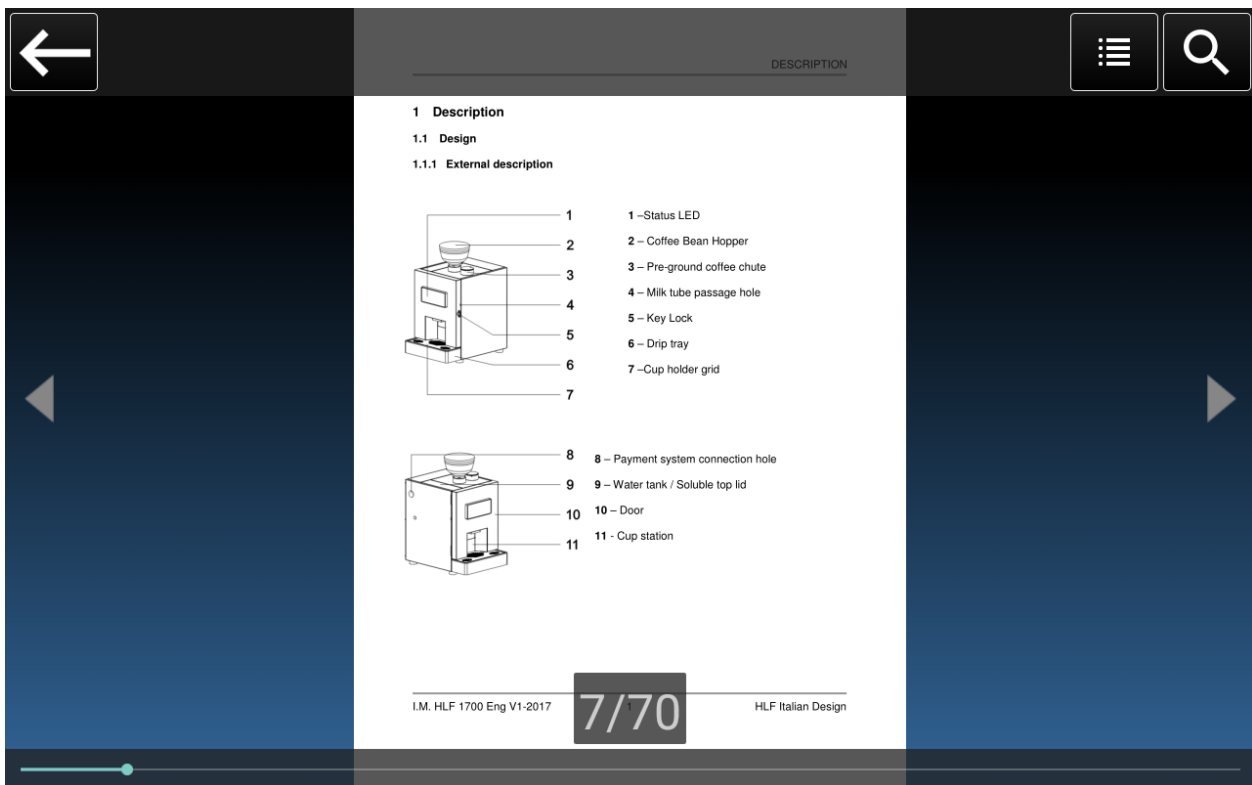 DESCRIPTION
1 Description
1.1 Design
1.1.1 External description
1
2
3
4
5
6
7
1 –Status LED
2 – Coffee Bean Hopper
3 – Pre-ground coffee chute
4 – Milk tube passage hole
5 – Key Lock
6 – Drip tray
7 –Cup holder grid
8
9
10
11
8 – Payment system connection hole
9 – Water tank / Soluble top lid
10 – Door
11 - Cup station
I.M. HLF 1700 Eng V1-2017
1
HLF Italian Design
7/70